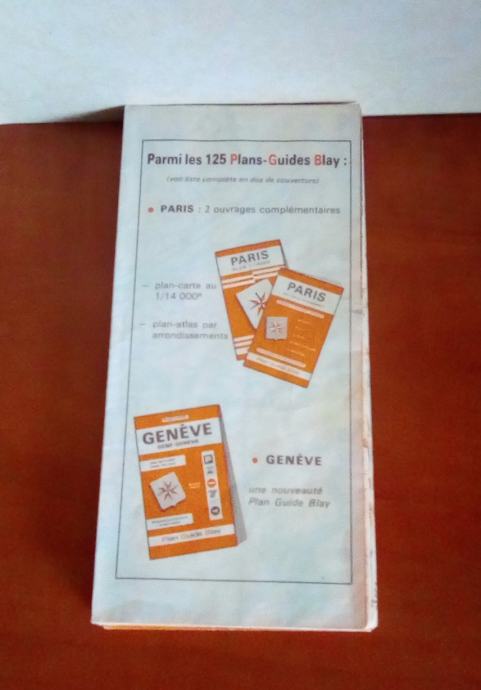 Parmi les 125 Plans-Guides Blay :
(voir liste complète en dos de couverture)
• PARIS : 2 ouvrages complémentaires
– plan-carte au
1/14 000e
– plan-atlas par
arrondissements
PARIS
PARIS
GENÈVE
Plan Guide Blay
• GENÈVE
une nouveauté
Plan Guide Blay